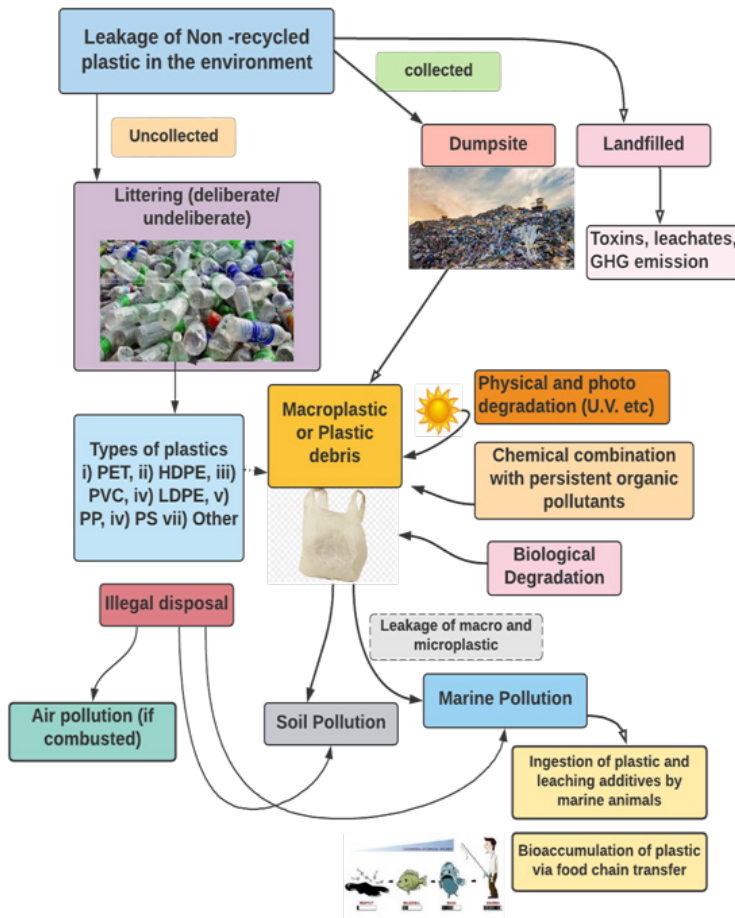 Leakage of Non -recycled
plastic in the environment
collected
Uncollected
Dumpsite
Landfilled
Littering (deliberate/
undeliberate)
Toxins, leachates,
GHG emission
Macroplastic
or Plastic
debris
Physical and photo
degradation (U.V. etc)
Types of plastics
i) PET, ii) HDPE, iii)
PVC, iv) LDPE, v)
PP, iv) PS vii) Other
Chemical combination
with persistent organic
pollutants
Biological
Degradation
Illegal disposal
Leakage of macro and
microplastic
Air pollution (if
combusted)
Soil Pollution
Marine Pollution
Ingestion of plastic and
leaching additives by
marine animals
Bioaccumulation of plastic
via food chain transfer